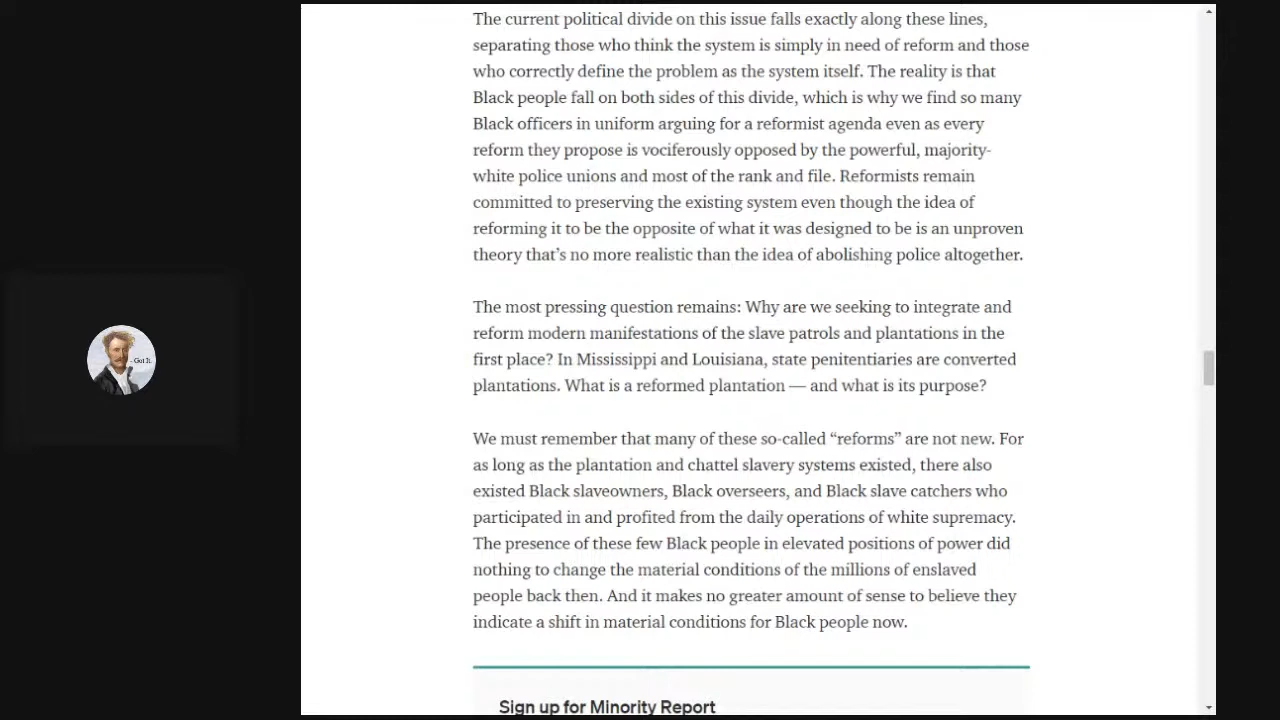 The current political divide on this issue falls exactly along these lines,
separating those who think the system is simply in need of reform and those
who correctly define the problem as the system itself. The reality is that
Black people fall on both sides of this divide, which is why we find so many
Black officers in uniform arguing for a reformist agenda even as every
reform they propose is vociferously opposed by the powerful, majority-
white police unions and most of the rank and file. Reformists remain
committed to preserving the existing system even though the idea of
reforming it to be the opposite of what it was designed to be is an unproven
theory that’s no more realistic than the idea of abolishing police altogether.
The most pressing question remains: Why are we seeking to integrate and
reform modern manifestations of the slave patrols and plantations in the
first place? In Mississippi and Louisiana, state penitentiaries are converted
plantations. What is a reformed plantation — and what is its purpose?
- Got It.
We must remember that many of these so-called “reforms” are not new. For
as long as the plantation and chattel slavery systems existed, there also
existed Black slaveowners, Black overseers, and Black slave catchers who
participated in and profited from the daily operations of white supremacy.
The presence of these few Black people in elevated positions of power did
nothing to change the material conditions of the millions of enslaved
people back then. And it makes no greater amount of sense to believe they
indicate a shift in material conditions for Black people now.
Sign up for Minority Report